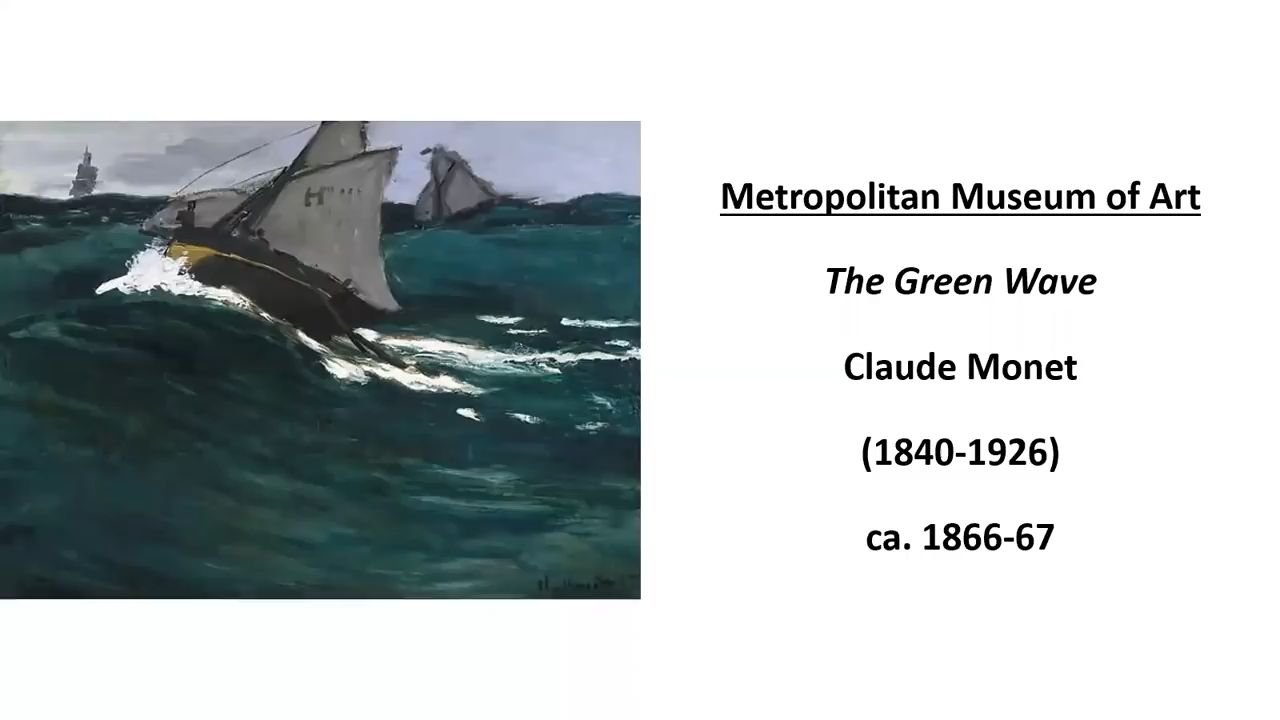 Metropolitan Museum of Art
The Green Wave
Claude Monet
(1840-1926)
ca. 1866-67
H